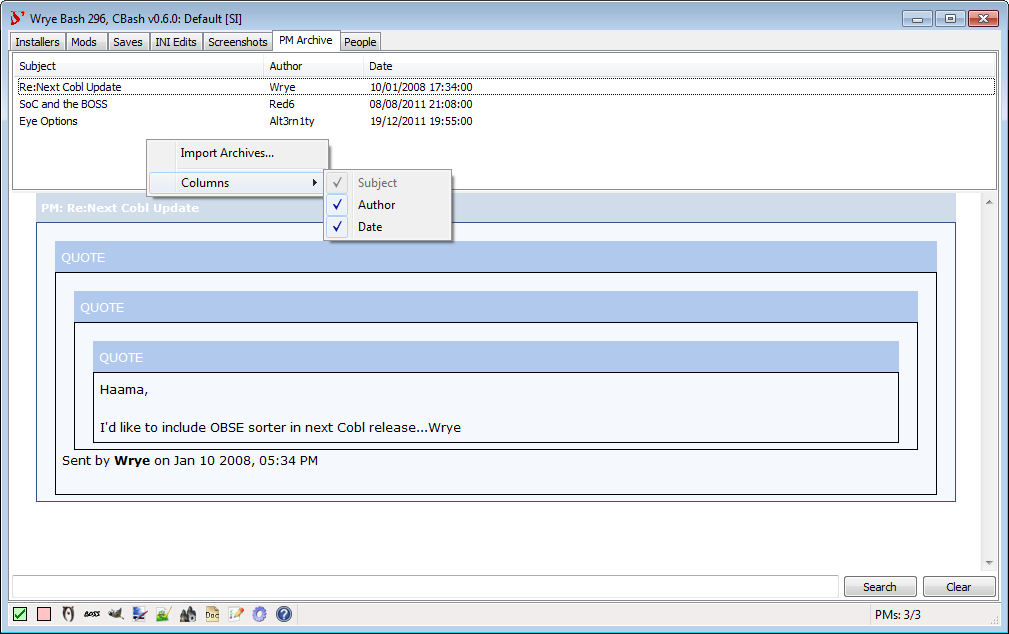 Wrye Bash 296, CBash v0.6.0: Default [SI]
Installers Mods Saves INI Edits Screenshots PM Archive People
Subject Author Date
Re:Next Cobl Update Wrye 10/01/2008 17:34:00
SoC and the BOSS Red6 08/08/2011 21:08:00
Eye Options Alt3rn1ty 19/12/2011 19:55:00
Import Archives...
Columns
Subject
Author
Date
PM: Re:Next Cobl Update
QUOTE
QUOTE
QUOTE
Haama,
I'd like to include OBSE sorter in next Cobl release...Wrye
Sent by Wrye on Jan 10 2008, 05:34 PM
Search Clear
BOSS Doc PMs: 3/3